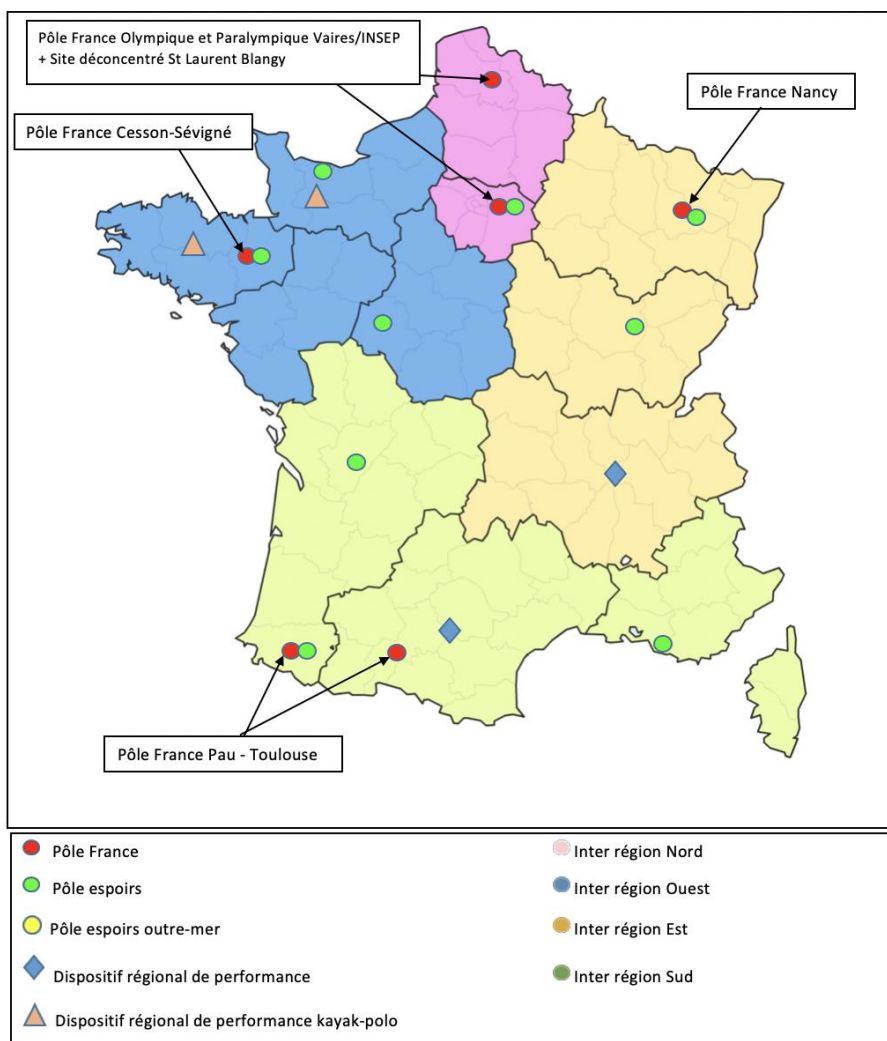 Pôle France Olympique et Paralympique Vaires/INSEP
+ Site déconcentré St Laurent Blangy
Pôle France Nancy
Pôle France Cesson-Sévigné
Pôle France Pau - Toulouse
Pôle France
Pôle espoirs
Pôle espoirs outre-mer
Dispositif régional de performance
Dispositif régional de performance kayak-polo
Inter région Nord
Inter région Ouest
Inter région Est
Inter région Sud